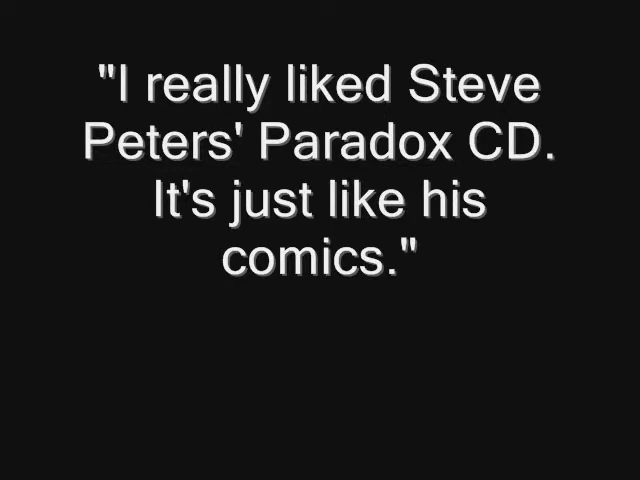 "I really liked Steve
Peters' Paradox CD.
It's just like his
comics."